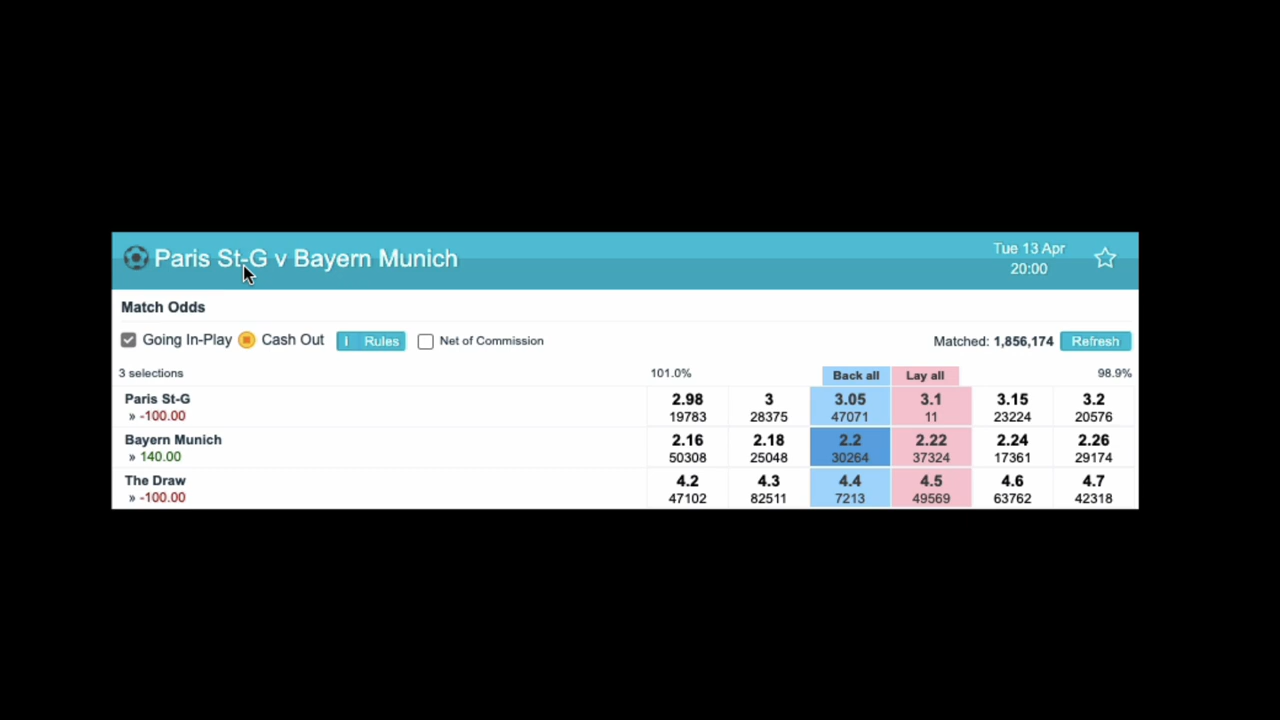 Paris St-G v Bayern Munich
Tue 13 Apr
20:00
Match Odds
Going In-Play Cash Out i Rules Net of Commission Matched: 1,856,174 Refresh
3 selections 101.0% Back all Lay all 98.9%
Paris St-G 2.98 3 3.05 3.1 3.15 3.2
» -100.00 19783 28375 47071 11 23224 20576
Bayern Munich 2.16 2.18 2.2 2.22 2.24 2.26
» 140.00 50308 25048 30264 37324 17361 29174
The Draw 4.2 4.3 4.4 4.5 4.6 4.7
» -100.00 47102 82511 7213 49569 63762 42318